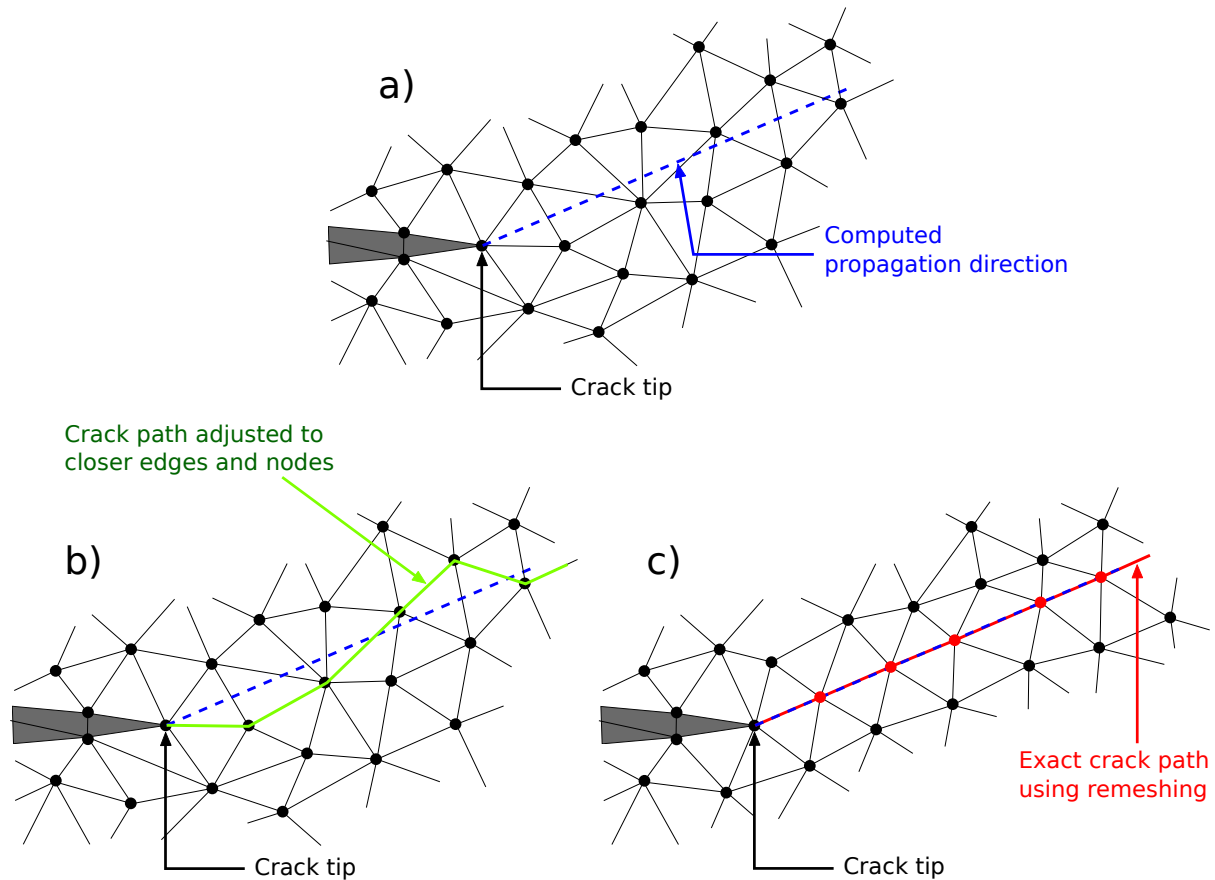 a)
Computed
propagation direction
Crack tip
Crack path adjusted to
closer edges and nodes
b)
c)
Exact crack path
using remeshing
Crack tip
Crack tip